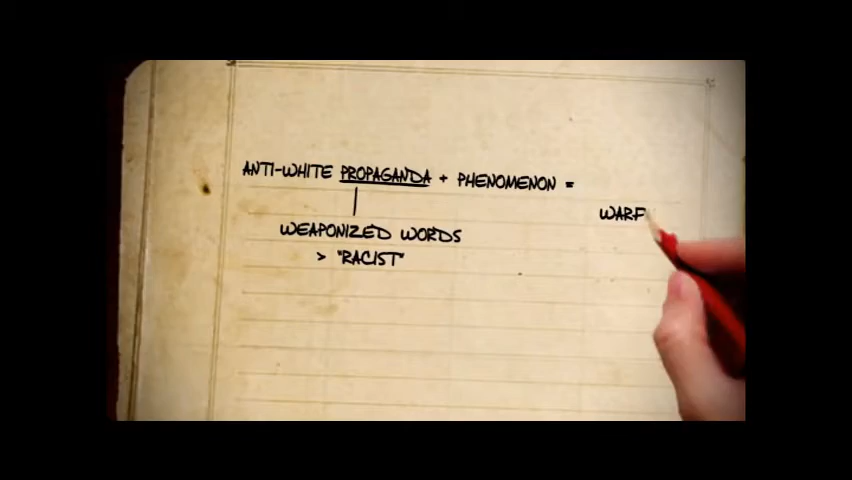 ANTI-WHITE PROPAGANDA + PHENOMENON =
WARF
WEAPONIZED WORDS
> "RACIST"